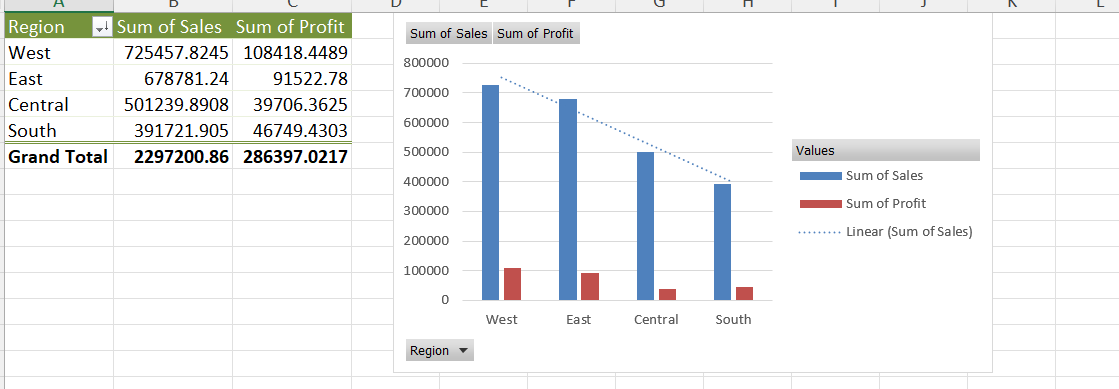 A B C D E F G H I J K L
Region Sum of Sales Sum of Profit
West 725457.8245 108418.4489
East 678781.24 91522.78
Central 501239.8908 39706.3625
South 391721.905 46749.4303
Grand Total 2297200.86 286397.0217
Sum of Sales Sum of Profit
800000
700000
600000
500000
400000
300000
200000
100000
0
West East Central South
Region
Values
Sum of Sales
Sum of Profit
Linear (Sum of Sales)